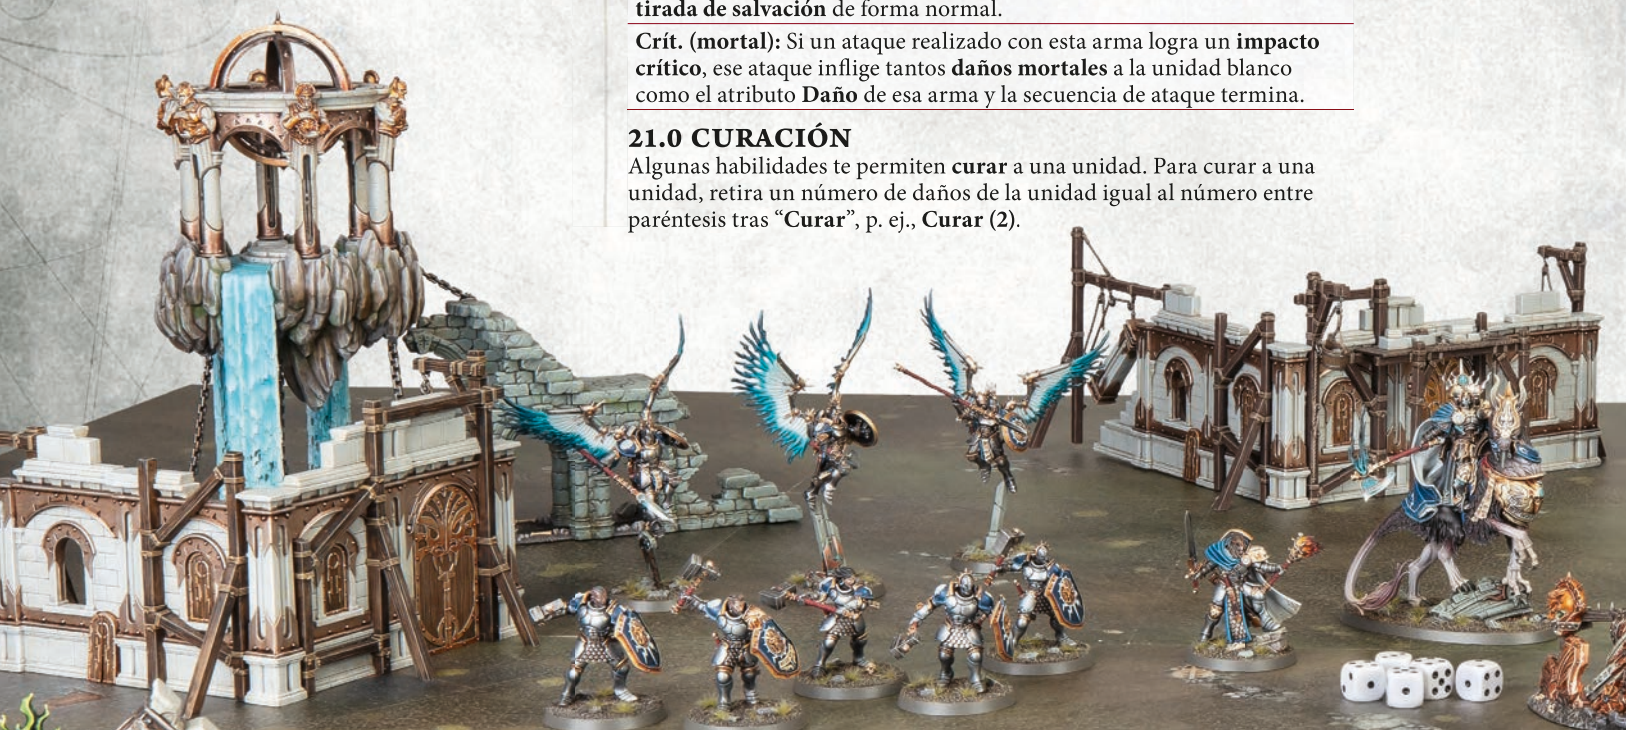 tirada de salvación de forma normal.
Crít. (mortal): Si un ataque realizado con esta arma logra un impacto
crítico, ese ataque inflige tantos daños mortales a la unidad blanco
como el atributo Daño de esa arma y la secuencia de ataque termina.
21.0 CURACIÓN
Algunas habilidades te permiten curar a una unidad. Para curar a una
unidad, retira un número de daños de la unidad igual al número entre
paréntesis tras “Curar”, p. ej., Curar (2).